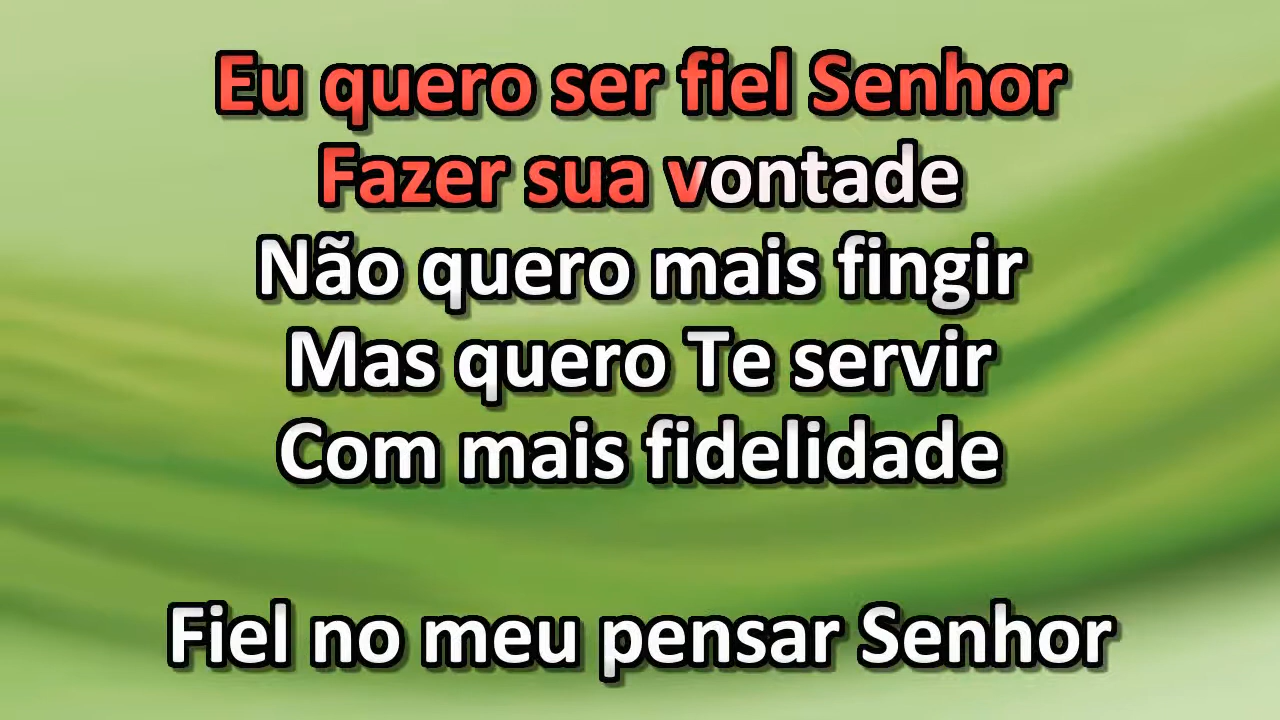 Eu quero ser fiel Senhor
Fazer sua vontade
Não quero mais fingir
Mas quero Te servir
Com mais fidelidade
Fiel no meu pensar Senhor